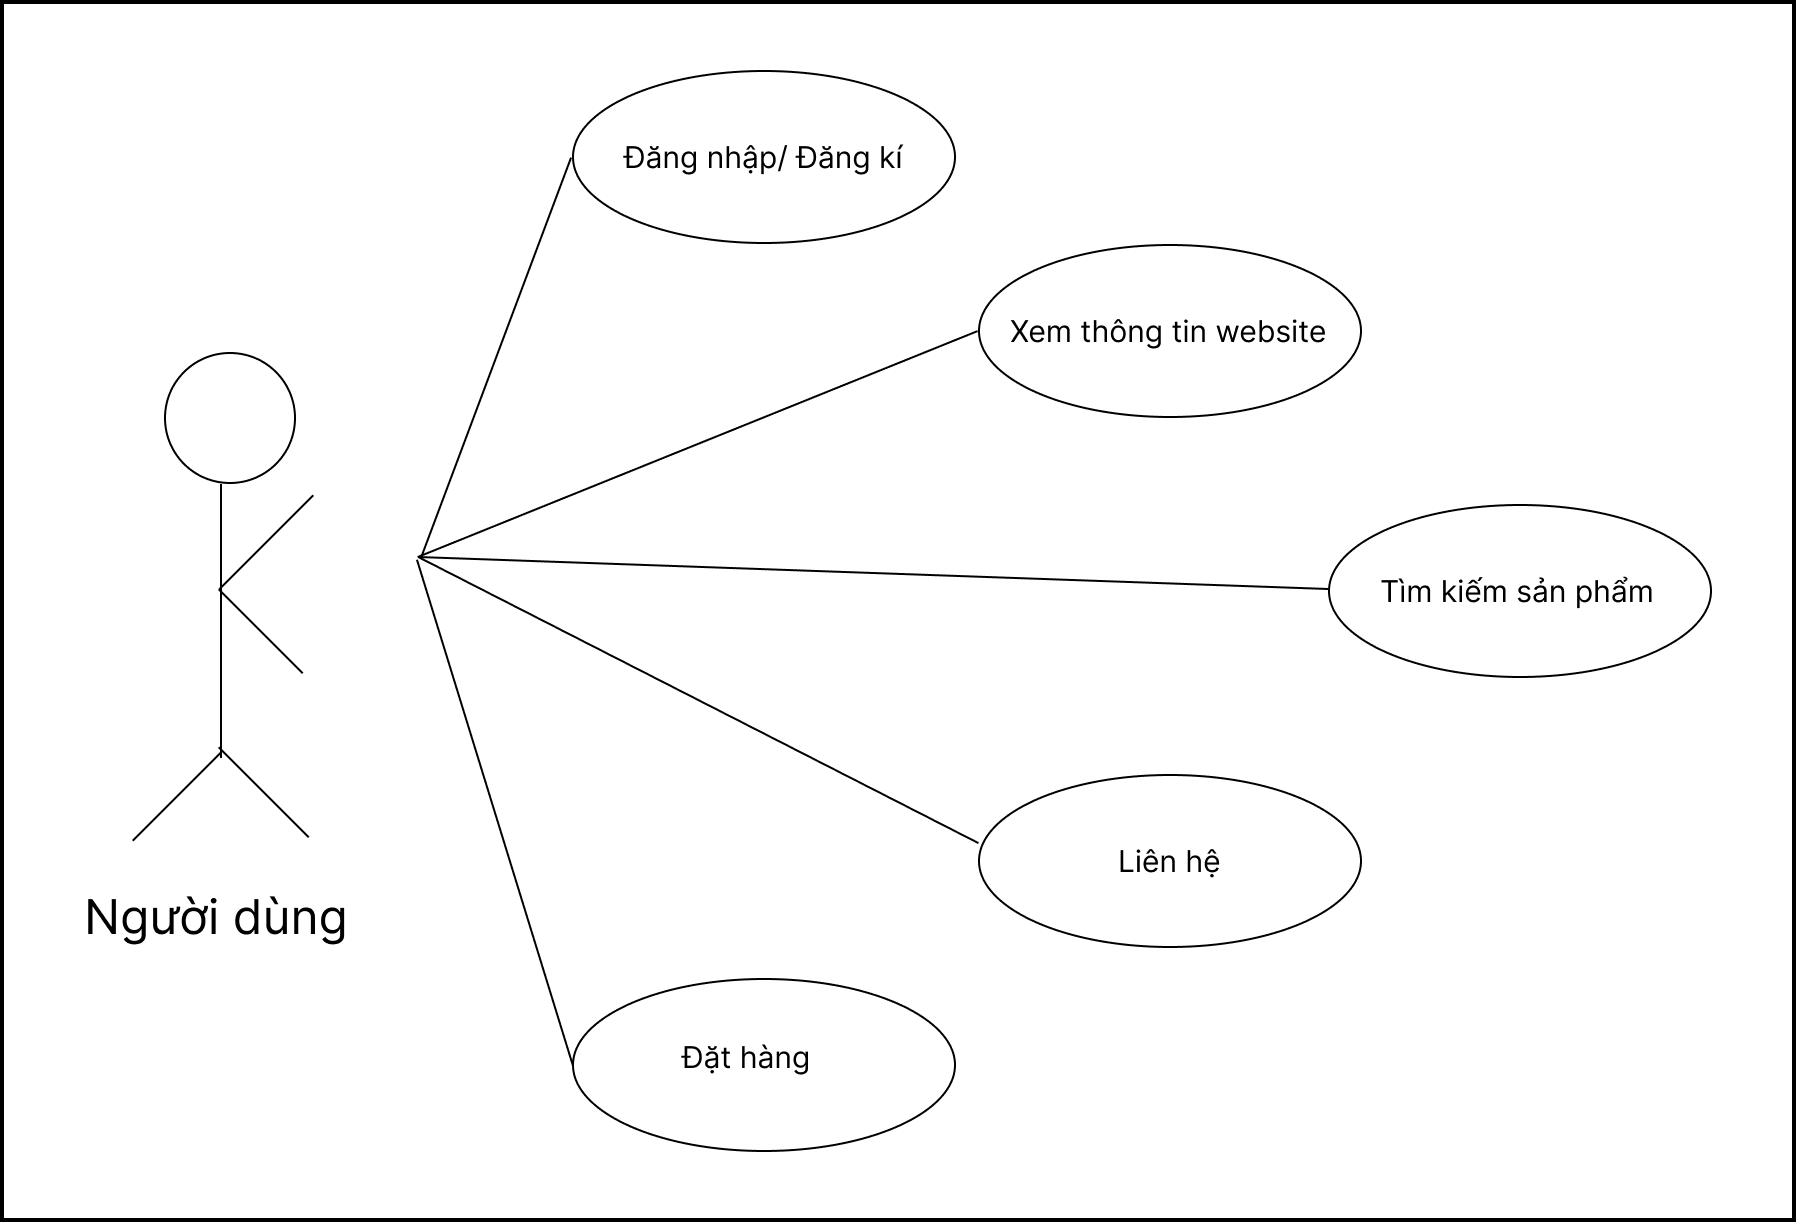 Đăng nhập/ Đăng kí
Xem thông tin website
Tìm kiếm sản phẩm
Liên hệ
Người dùng
Đặt hàng